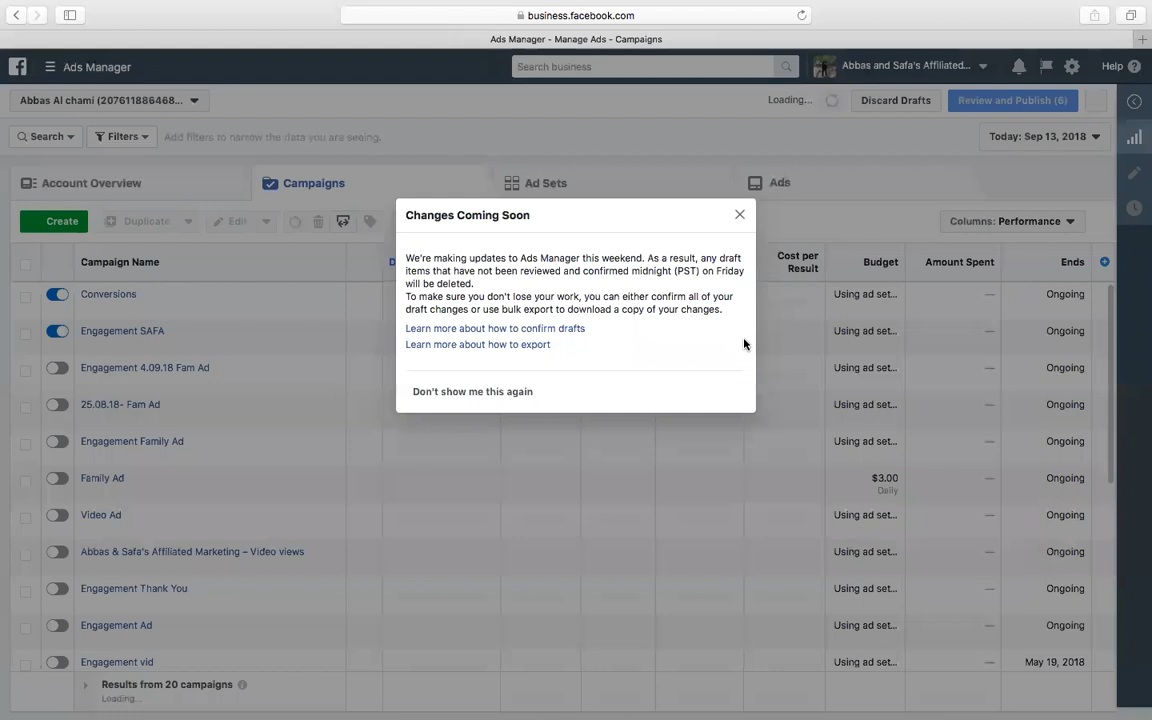 business.facebook.com
Ads Manager - Manage Ads - Campaigns
Ads Manager
Search business
Abbas and Safa's Affiliated...
Help
Abbas Al chami (207611886468...
Loading...
Discard Drafts
Review and Publish (6)
Search
Filters
Add filters to narrow the data you are seeing.
Today: Sep 13, 2018
Account Overview
Campaigns
Ad Sets
Ads
Create
Duplicate
Edit
Columns: Performance
Changes Coming Soon
We're making updates to Ads Manager this weekend. As a result, any draft
items that have not been reviewed and confirmed midnight (PST) on Friday
will be deleted.
To make sure you don't lose your work, you can either confirm all of your
draft changes or use bulk export to download a copy of your changes.
Learn more about how to confirm drafts
Learn more about how to export
Don't show me this again
Campaign Name
D
Cost per
Result
Budget
Amount Spent
Ends
Conversions
Using ad set...
—
Ongoing
Engagement SAFA
Using ad set...
—
Ongoing
Engagement 4.09.18 Fam Ad
Using ad set...
—
Ongoing
25.08.18- Fam Ad
Using ad set...
—
Ongoing
Engagement Family Ad
Using ad set...
—
Ongoing
Family Ad
$3.00
Daily
—
Ongoing
Video Ad
Using ad set...
—
Ongoing
Abbas & Safa's Affiliated Marketing – Video views
Using ad set...
—
Ongoing
Engagement Thank You
Using ad set...
—
Ongoing
Engagement Ad
Using ad set...
—
Ongoing
Engagement vid
Using ad set...
—
May 19, 2018
Results from 20 campaigns
Loading...